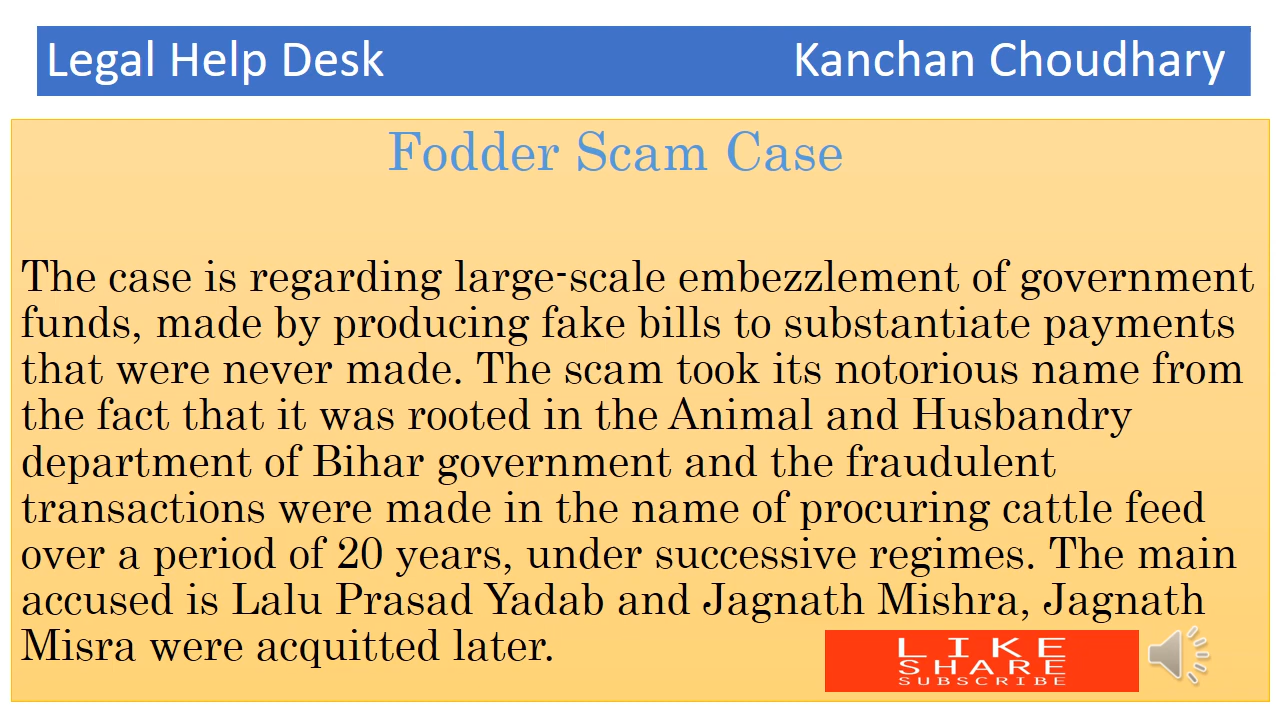 Legal Help Desk Kanchan Choudhary
Fodder Scam Case
The case is regarding large-scale embezzlement of government
funds, made by producing fake bills to substantiate payments
that were never made. The scam took its notorious name from
the fact that it was rooted in the Animal and Husbandry
department of Bihar government and the fraudulent
transactions were made in the name of procuring cattle feed
over a period of 20 years, under successive regimes. The main
accused is Lalu Prasad Yadab and Jagnath Mishra, Jagnath
Misra were acquitted later.
LIKE
SHARE
SUBSCRIBE